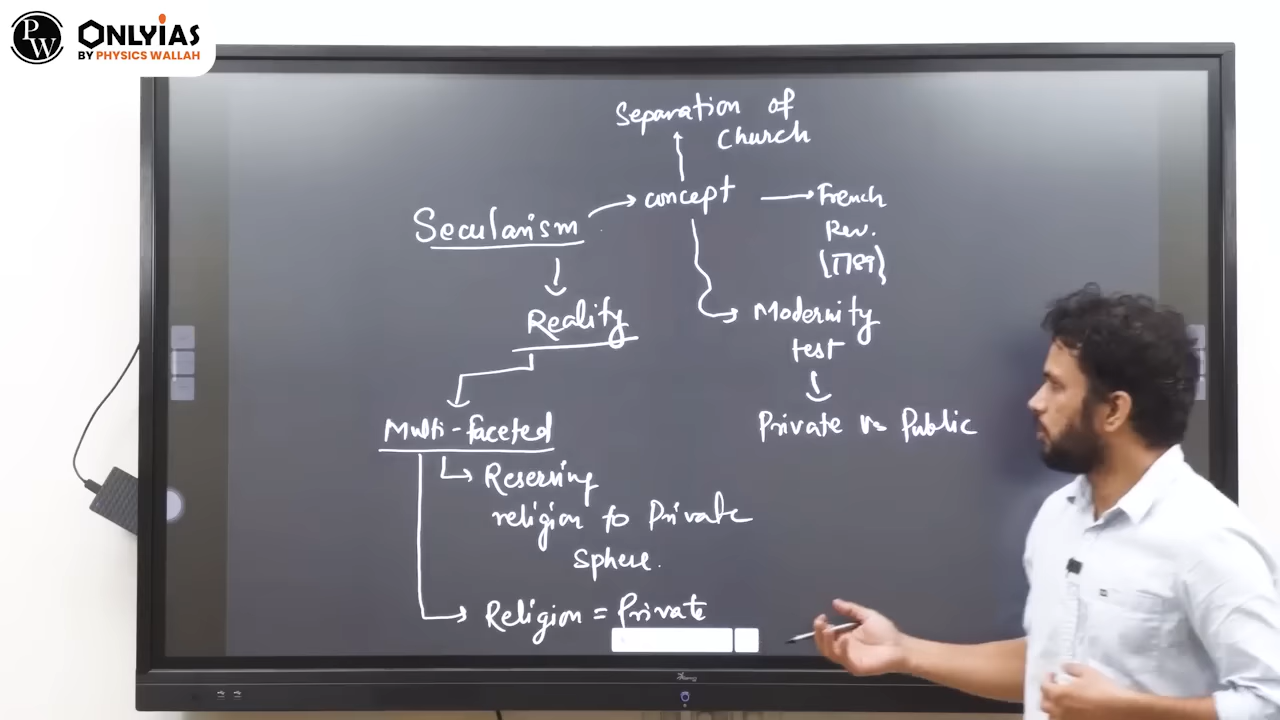 PW
ONLYIAS
BY PHYSICS WALLAH
Separation of
Church
concept
French
Rev.
(1789)
Secularism
Reality
Modernity
test
Private vs Public
Multi-faceted
Reserving
religion to Private
Sphere.
Religion = Private